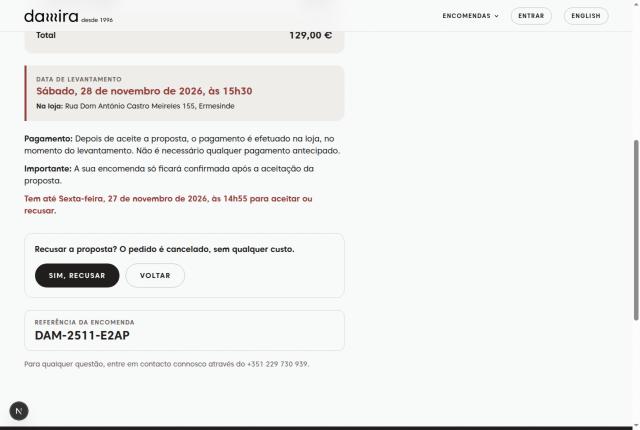 damira desde 1996
ENCOMENDAS
ENTRAR
ENGLISH
Total 129,00 €
DATA DE LEVANTAMENTO
Sábado, 28 de novembro de 2026, às 15h30
Na loja: Rua Dom António Castro Meireles 155, Ermesinde
Pagamento: Depois de aceite a proposta, o pagamento é efetuado na loja, no
momento do levantamento. Não é necessário qualquer pagamento antecipado.
Importante: A sua encomenda só ficará confirmada após a aceitação da
proposta.
Tem até Sexta-feira, 27 de novembro de 2026, às 14h55 para aceitar ou
recusar.
Recusar a proposta? O pedido é cancelado, sem qualquer custo.
SIM, RECUSAR
VOLTAR
REFERÊNCIA DA ENCOMENDA
DAM-2511-E2AP
Para qualquer questão, entre em contacto connosco através do +351 229 730 939.
N